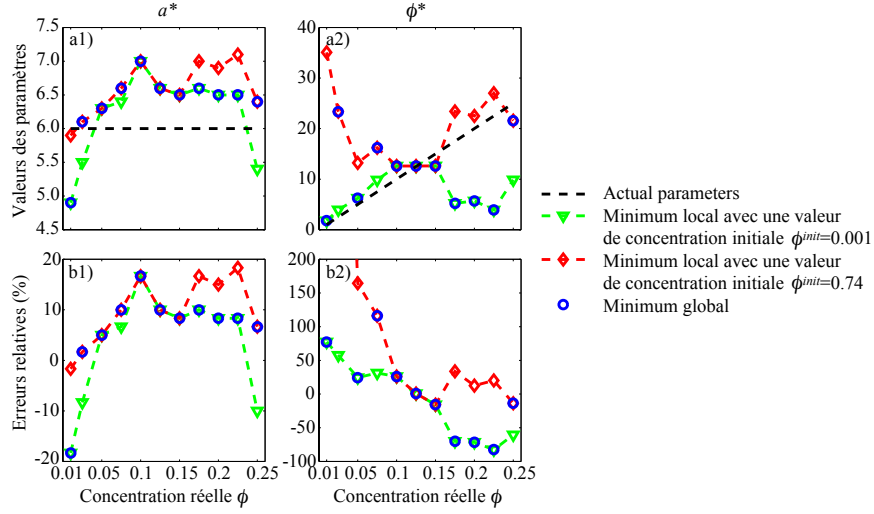 a*
ϕ*
Valeurs des paramètres
a1)
7.5
7.0
6.5
6.0
5.5
5.0
4.5
a2)
40
30
20
10
0
Actual parameters
Minimum local avec une valeur
de concentration initiale ϕ^init=0.001
Minimum local avec une valeur
de concentration initiale ϕ^init=0.74
Minimum global
Erreurs relatives (%)
b1)
20
10
0
-10
-20
b2)
200
150
100
50
0
-50
-100
0.01 0.05 0.1 0.15 0.2 0.25
0.01 0.05 0.1 0.15 0.2 0.25
Concentration réelle ϕ
Concentration réelle ϕ